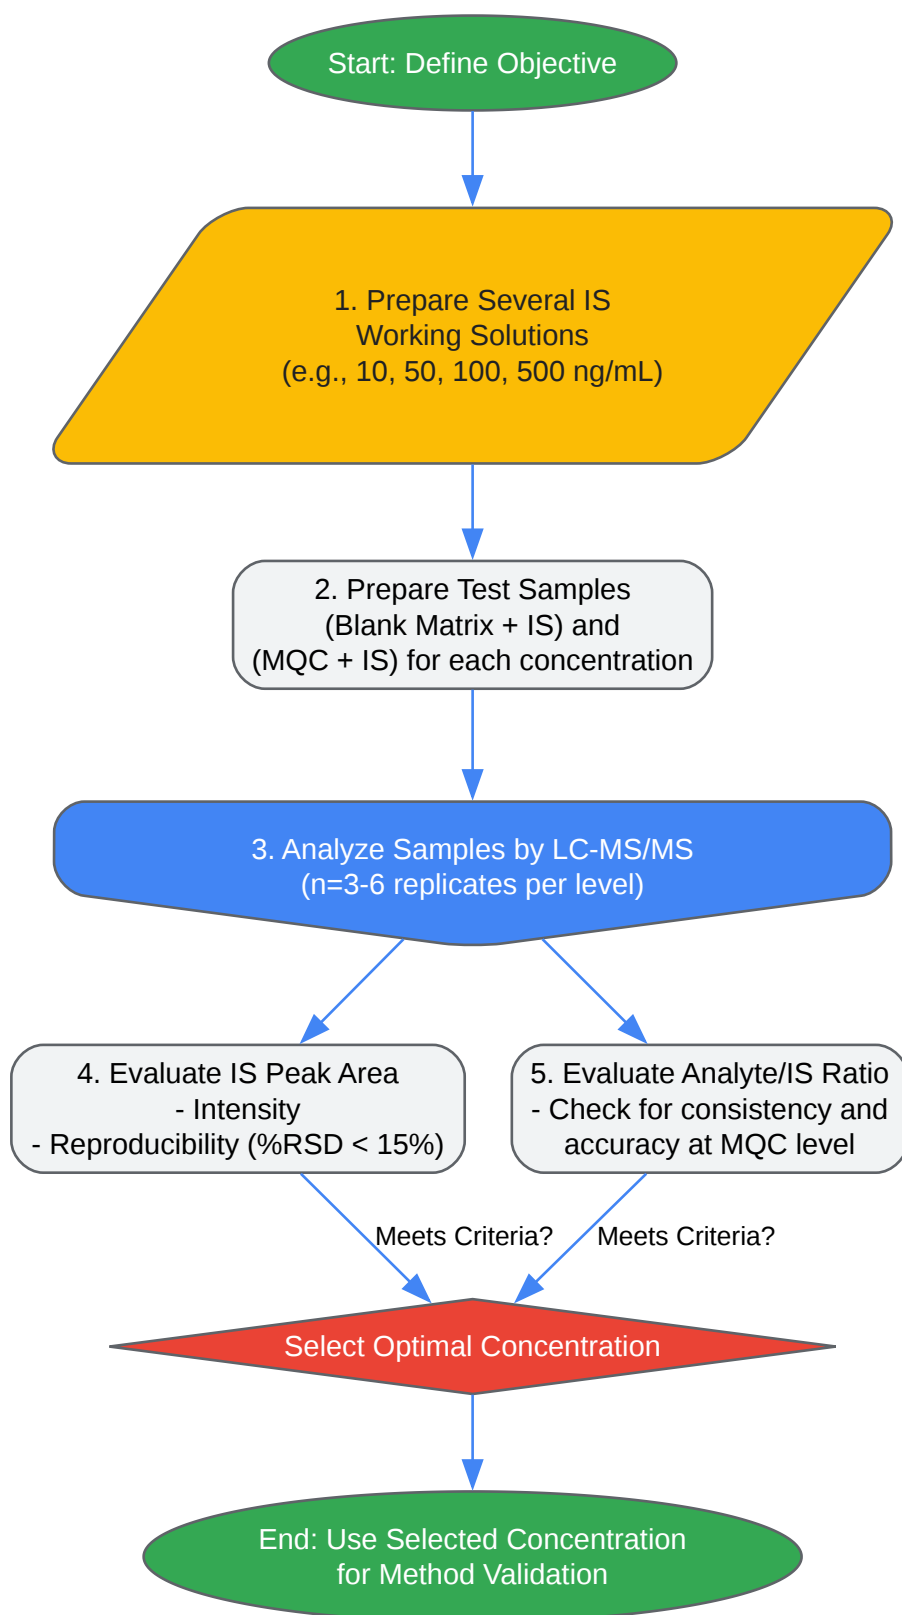 Start: Define Objective
1. Prepare Several IS
Working Solutions
(e.g., 10, 50, 100, 500 ng/mL)
2. Prepare Test Samples
(Blank Matrix + IS) and
(MQC + IS) for each concentration
3. Analyze Samples by LC-MS/MS
(n=3-6 replicates per level)
4. Evaluate IS Peak Area
- Intensity
- Reproducibility (%RSD < 15%)
5. Evaluate Analyte/IS Ratio
- Check for consistency and
accuracy at MQC level
Meets Criteria?
Meets Criteria?
Select Optimal Concentration
End: Use Selected Concentration
for Method Validation